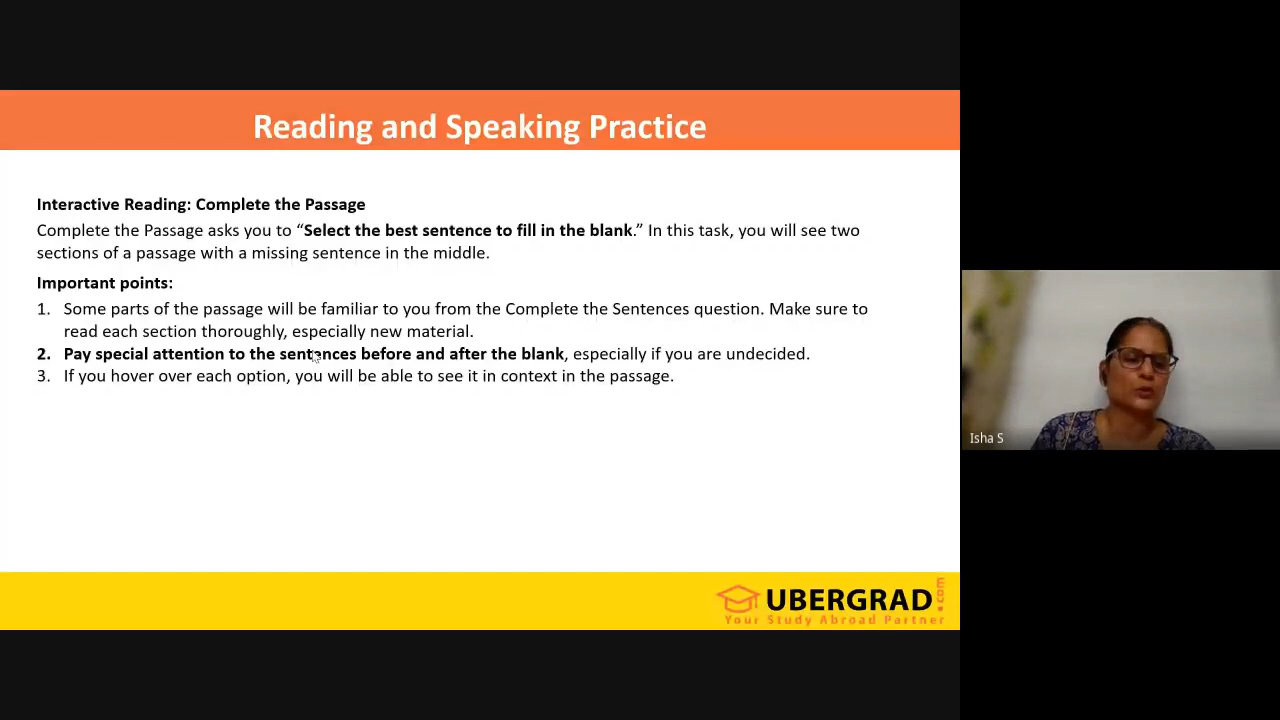 Reading and Speaking Practice
Interactive Reading: Complete the Passage
Complete the Passage asks you to “Select the best sentence to fill in the blank.” In this task, you will see two
sections of a passage with a missing sentence in the middle.
Important points:
1. Some parts of the passage will be familiar to you from the Complete the Sentences question. Make sure to
read each section thoroughly, especially new material.
2. Pay special attention to the sentences before and after the blank, especially if you are undecided.
3. If you hover over each option, you will be able to see it in context in the passage.
Isha S
UBERGRAD.com
Your Study Abroad Partner